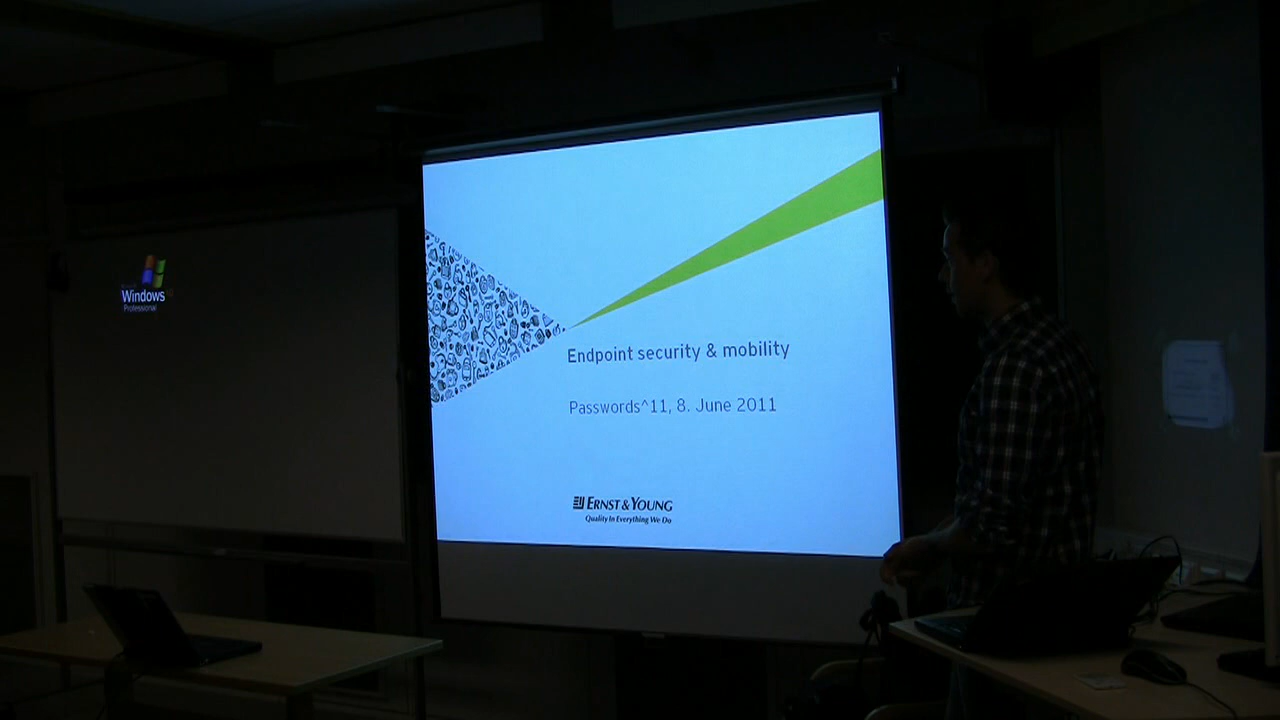 Windows
Professional
Endpoint security & mobility
Passwords^11, 8. June 2011
ERNST & YOUNG
Quality In Everything We Do